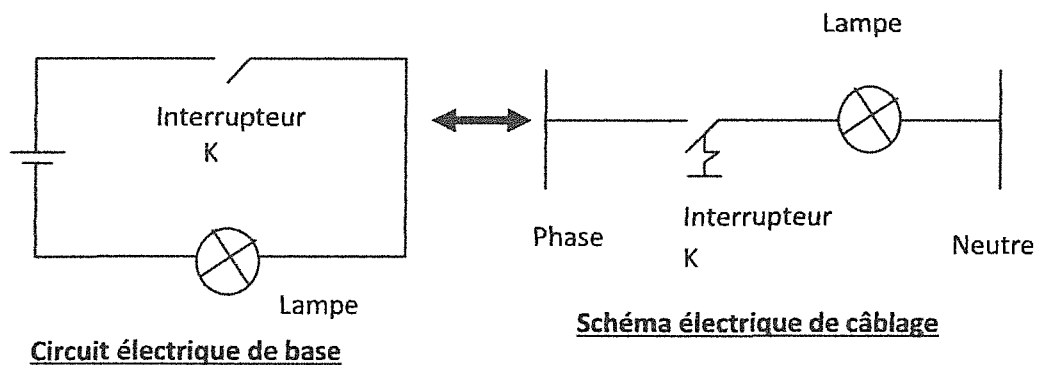 Lampe
Interrupteur
K
Lampe
Circuit électrique de base
Phase
Interrupteur
K
Neutre
Schéma électrique de câblage